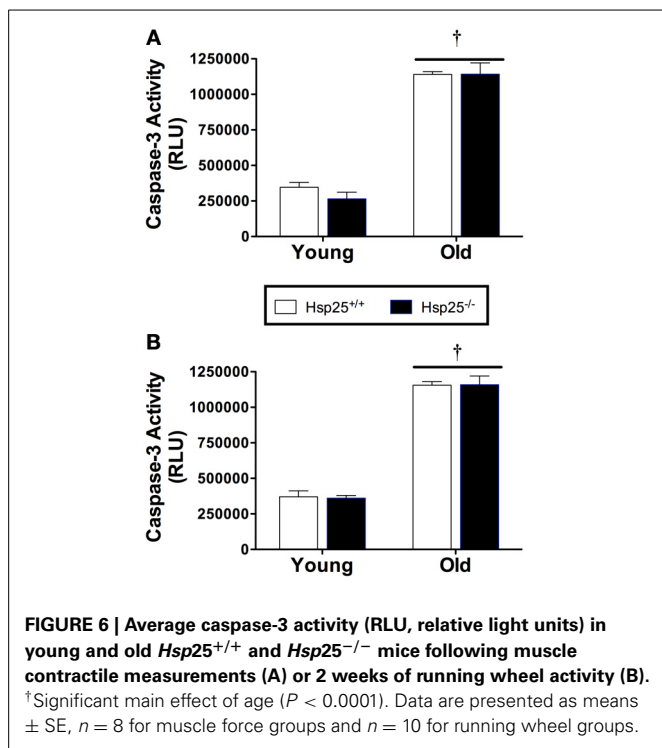 A
†
1250000
1000000
750000
500000
250000
0
Caspase-3 Activity
(RLU)
Young Old
Hsp25+/+ Hsp25-/-
B
†
1250000
1000000
750000
500000
250000
0
Caspase-3 Activity
(RLU)
Young Old
FIGURE 6 | Average caspase-3 activity (RLU, relative light units) in
young and old Hsp25+/+ and Hsp25−/− mice following muscle
contractile measurements (A) or 2 weeks of running wheel activity (B).
†Significant main effect of age (P < 0.0001). Data are presented as means
± SE, n = 8 for muscle force groups and n = 10 for running wheel groups.